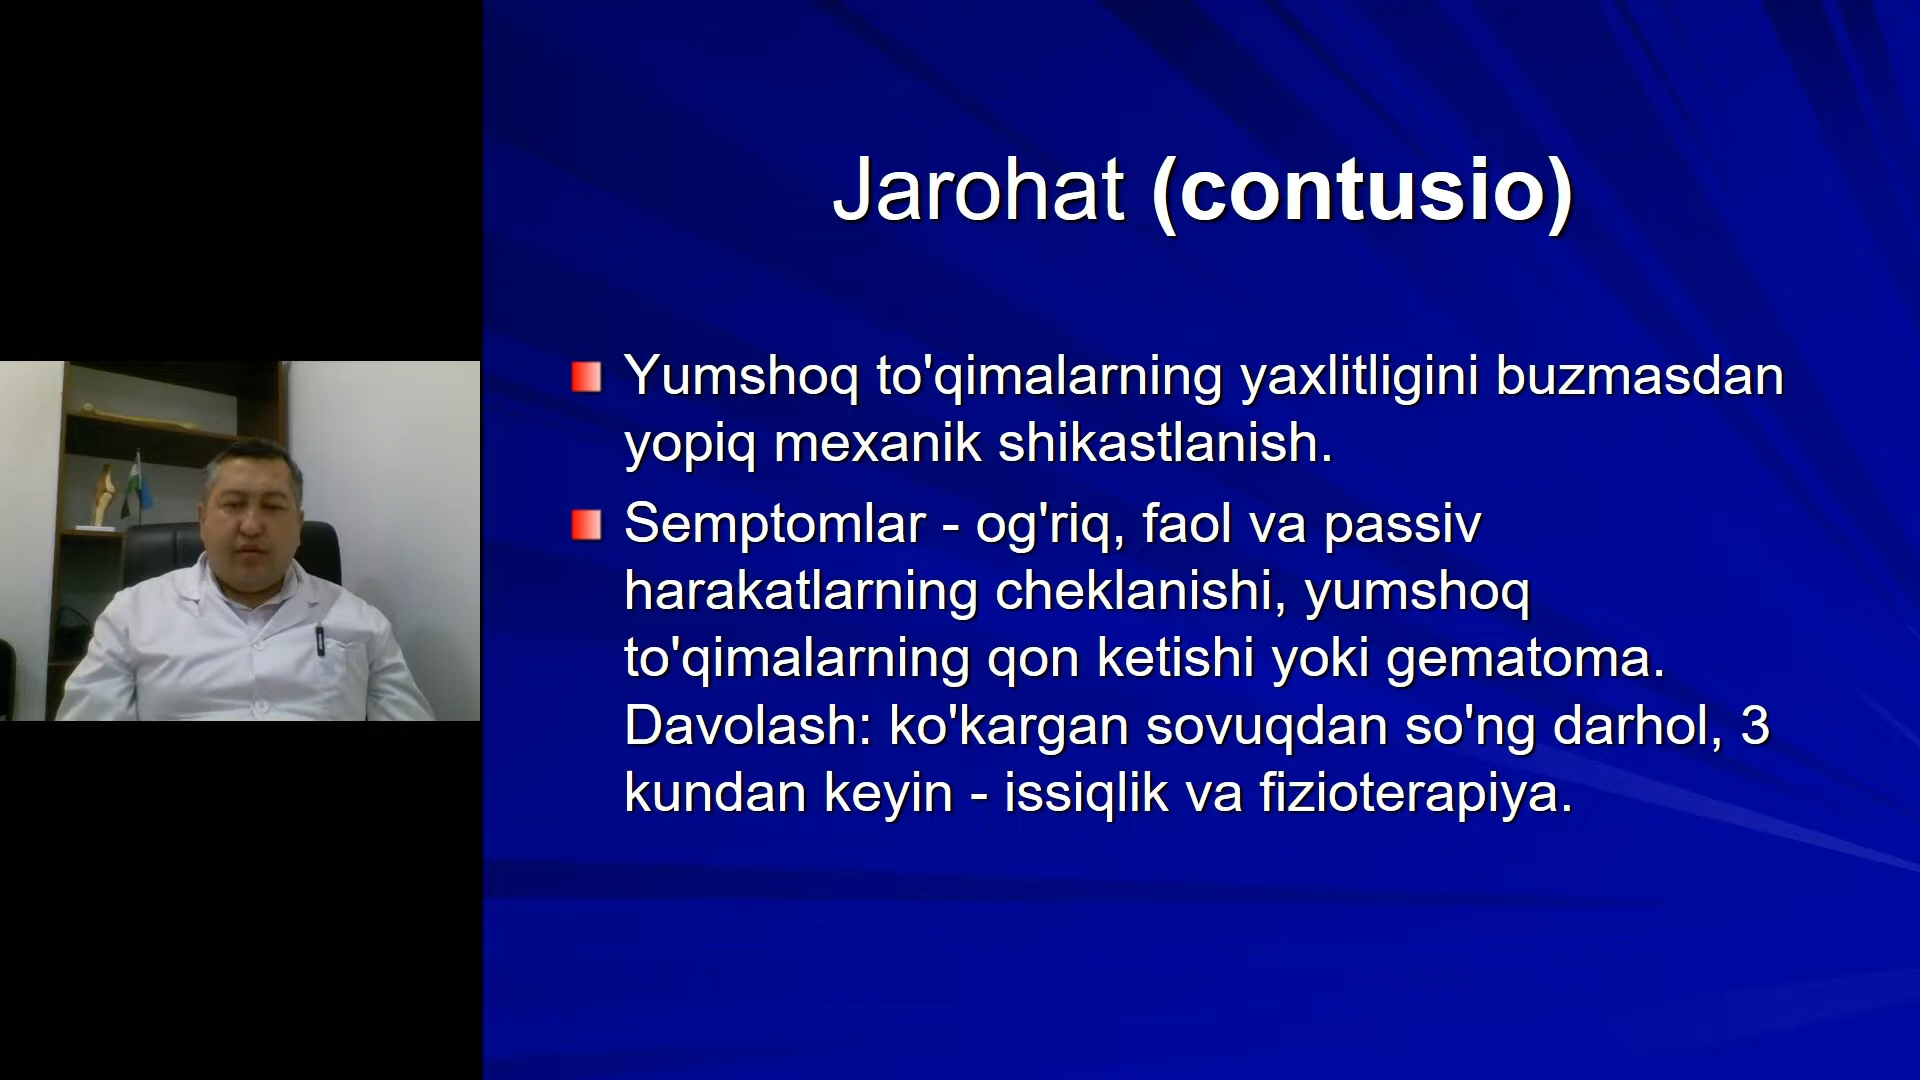 Jarohat (contusio)
Yumshoq to'qimalarning yaxlitligini buzmasdan
yopiq mexanik shikastlanish.
Semptomlar - og'riq, faol va passiv
harakatlarning cheklanishi, yumshoq
to'qimalarning qon ketishi yoki gematoma.
Davolash: ko'kargan sovuqdan so'ng darhol, 3
kundan keyin - issiqlik va fizioterapiya.